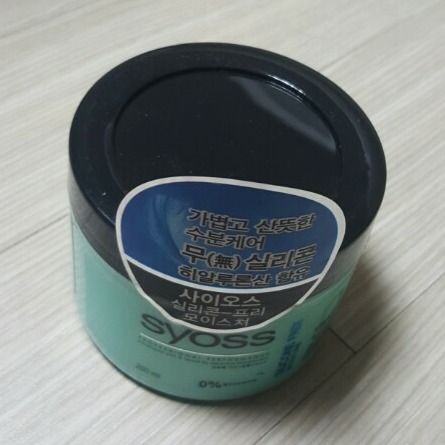 가볍고 산뜻한
수분케어
무(無) 실리콘
히알루론산 함유
사이오스
실리콘-프리
모이스처
syoss
0%